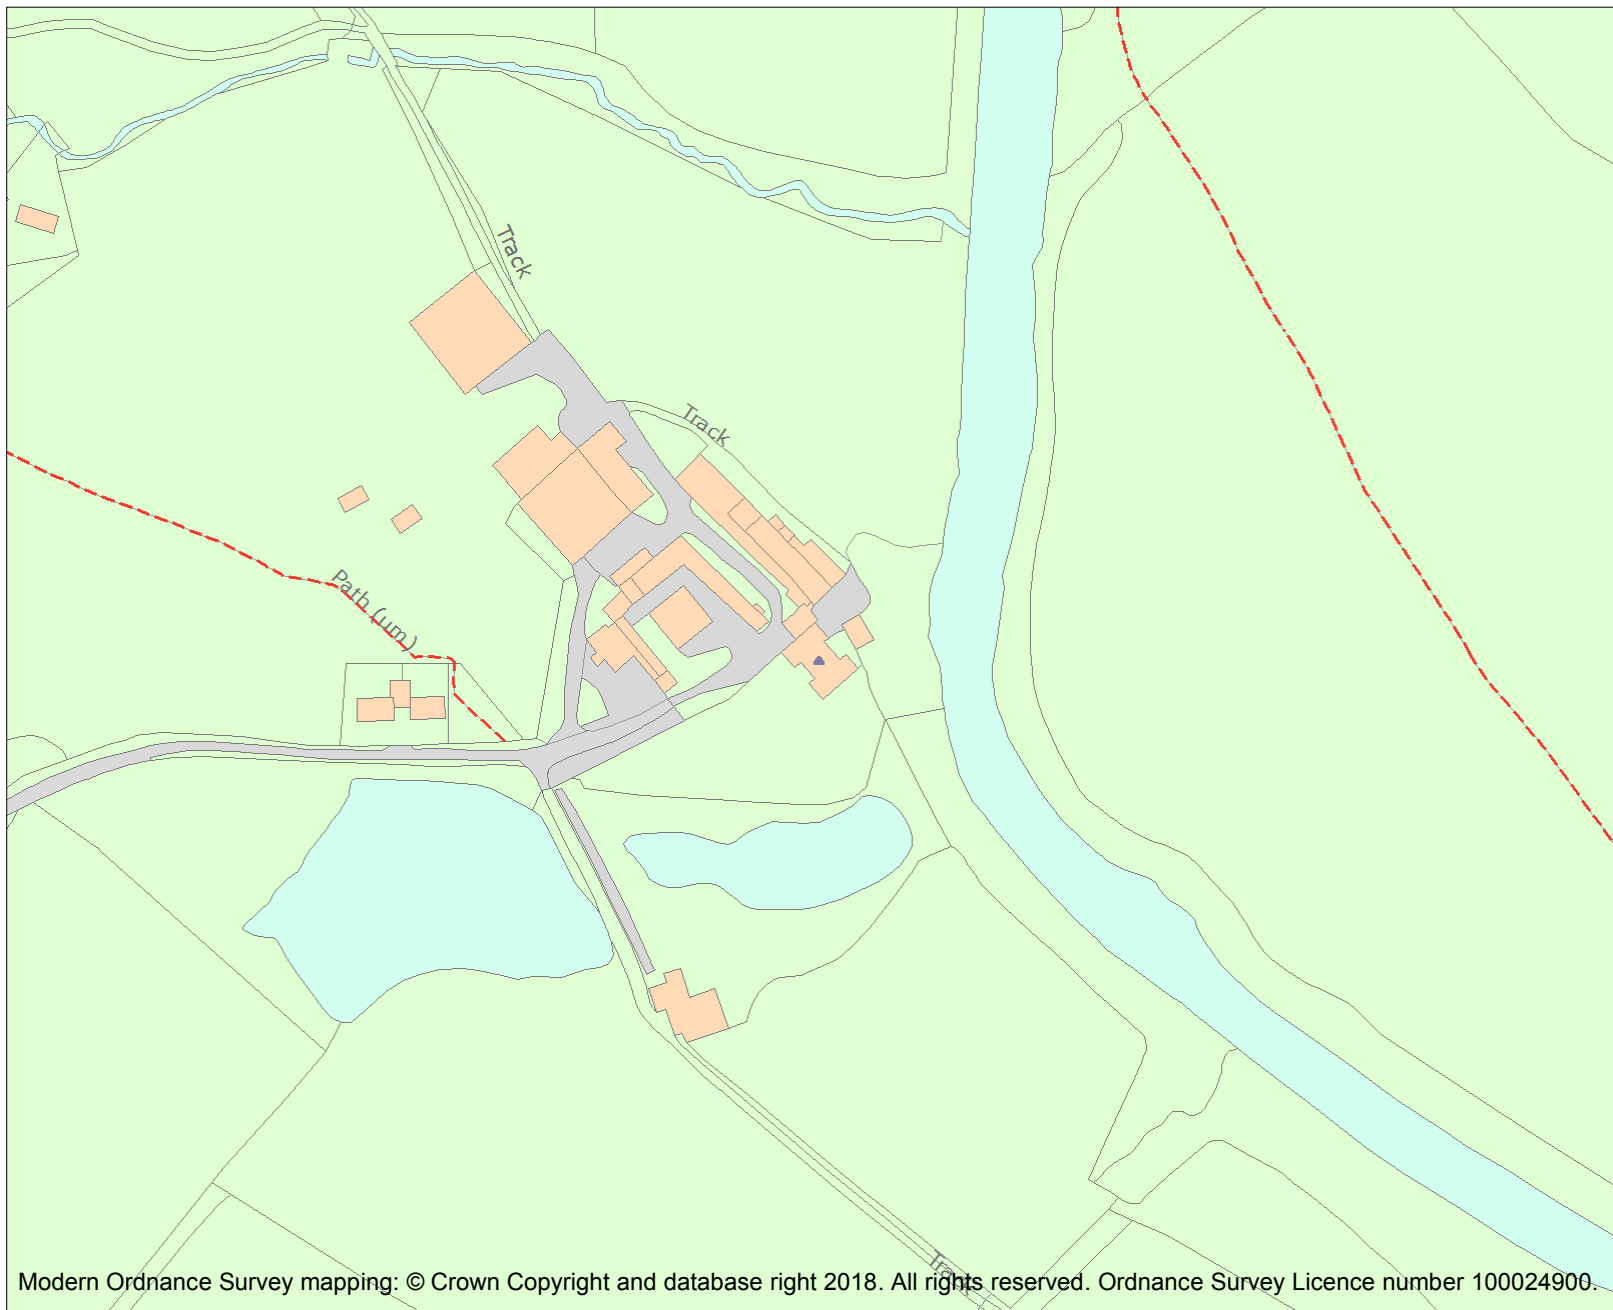 Track
Track
Path (um)
Track
Modern Ordnance Survey mapping: © Crown Copyright and database right 2018. All rights reserved. Ordnance Survey Licence number 100024900.